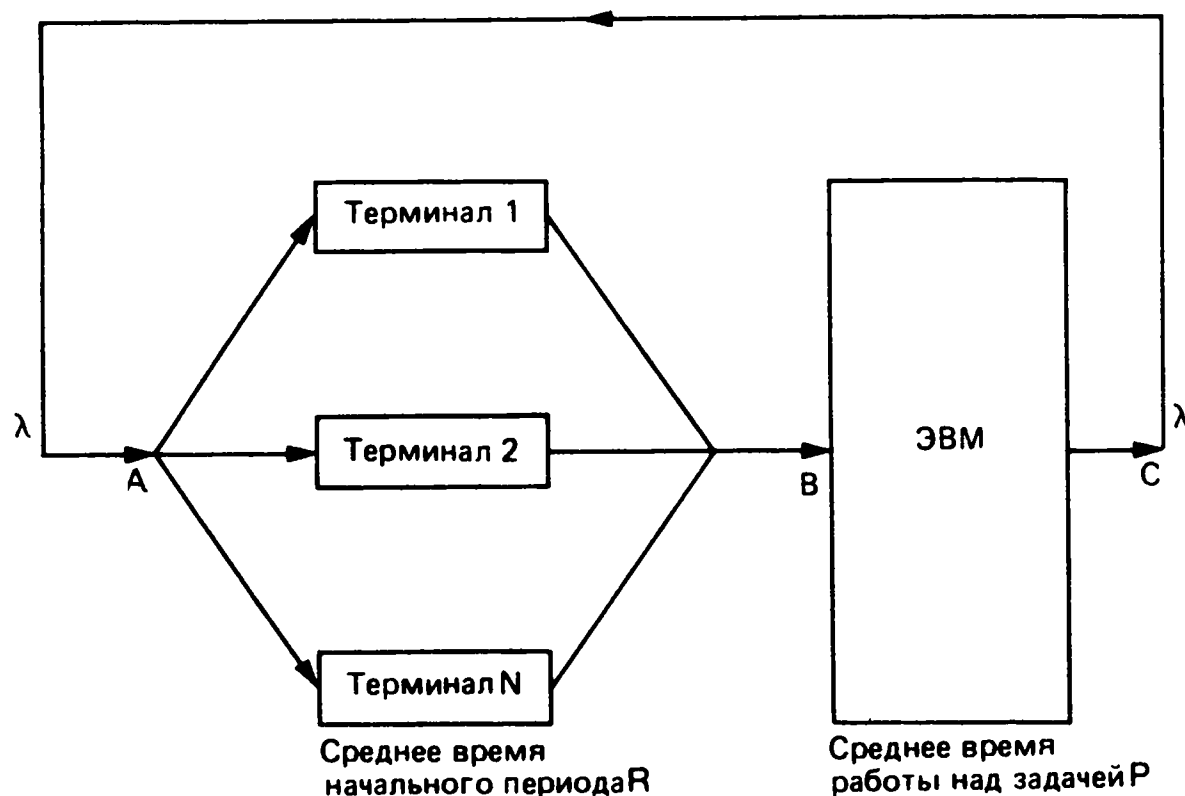 Терминал 1
λ
A
Терминал 2
B
ЭВМ
λ
C
Терминал N
Среднее время
начального периода R
Среднее время
работы над задачей P